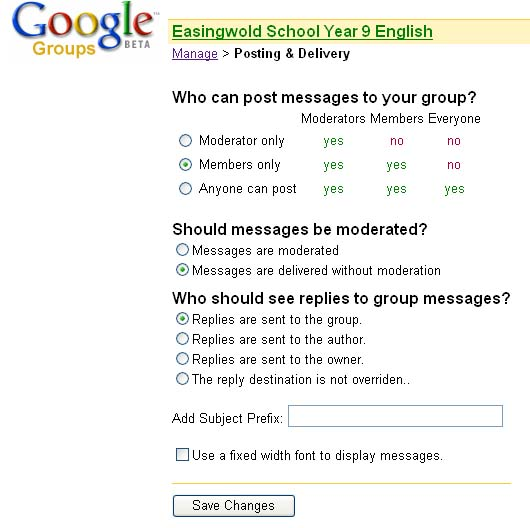 Google™
Groups BETA
Easingwold School Year 9 English
Manage > Posting & Delivery
Who can post messages to your group?
Moderators Members Everyone
Moderator only yes no no
Members only yes yes no
Anyone can post yes yes yes
Should messages be moderated?
Messages are moderated
Messages are delivered without moderation
Who should see replies to group messages?
Replies are sent to the group.
Replies are sent to the author.
Replies are sent to the owner.
The reply destination is not overriden..
Add Subject Prefix:
Use a fixed width font to display messages.
Save Changes